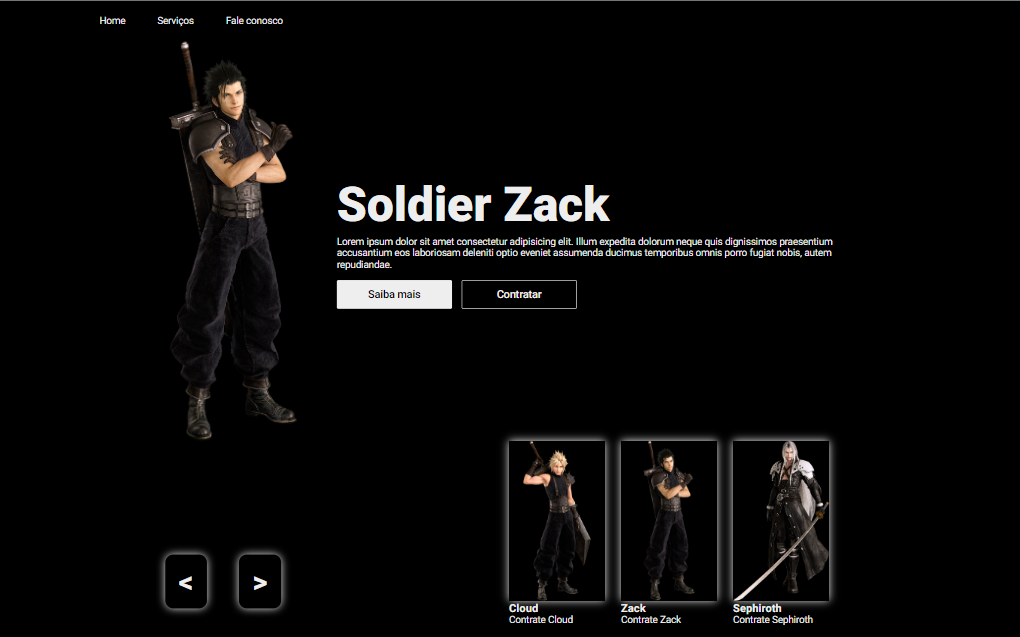 Home Serviços Fale conosco
Soldier Zack
Lorem ipsum dolor sit amet consectetur adipisicing elit. Illum expedita dolorum neque quis dignissimos praesentium
accusantium eos laboriosam deleniti optio eveniet assumenda ducimus temporibus omnis porro fugiat nobis, autem
repudiandae.
Saiba mais Contratar
< >
Cloud Zack Sephiroth
Contrate Cloud Contrate Zack Contrate Sephiroth